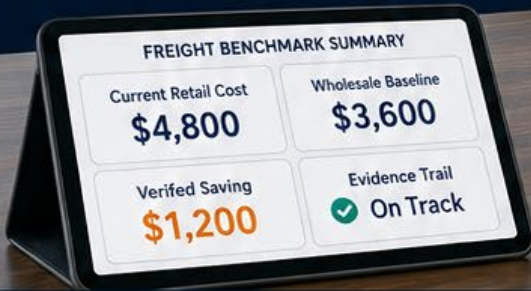 FREIGHT BENCHMARK SUMMARY
Current Retail Cost
$4,800
Wholesale Baseline
$3,600
Verifed Saving
$1,200
Evidence Trail
On Track